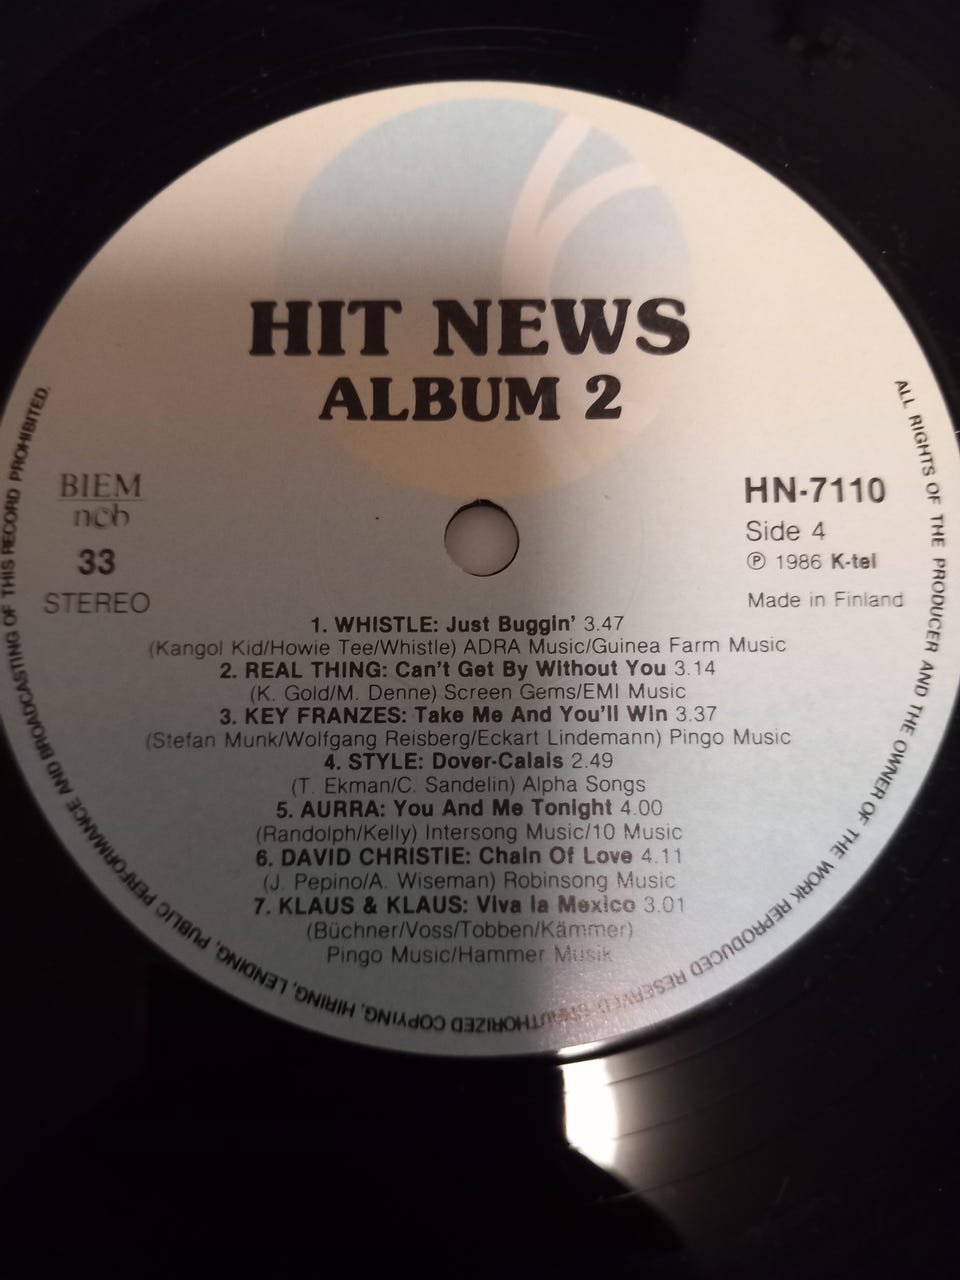 HIT NEWS
ALBUM 2
BIEM
ncb
33
STEREO
HN-7110
Side 4
℗ 1986 K-tel
Made in Finland
1. WHISTLE: Just Buggin' 3.47
(Kangol Kid/Howie Tee/Whistle) ADRA Music/Guinea Farm Music
2. REAL THING: Can't Get By Without You 3.14
(K. Gold/M. Denne) Screen Gems/EMI Music
3. KEY FRANZES: Take Me And You'll Win 3.37
(Stefan Munk/Wolfgang Reisberg/Eckart Lindemann) Pingo Music
4. STYLE: Dover-Calais 2.49
(T. Ekman/C. Sandelin) Alpha Songs
5. AURRA: You And Me Tonight 4.00
(Randolph/Kelly) Intersong Music/10 Music
6. DAVID CHRISTIE: Chain Of Love 4.11
(J. Pepino/A. Wiseman) Robinsong Music
7. KLAUS & KLAUS: Viva la Mexico 3.01
(Büchner/Voss/Tobben/Kämmer)
Pingo Music/Hammer Musik
ALL RIGHTS OF THE PRODUCER AND THE OWNER OF THE WORK REPRODUCED RESERVED. COPYING, HIRING, LENDING, PUBLIC PERFORMANCE AND BROADCASTING OF THIS RECORD PROHIBITED.